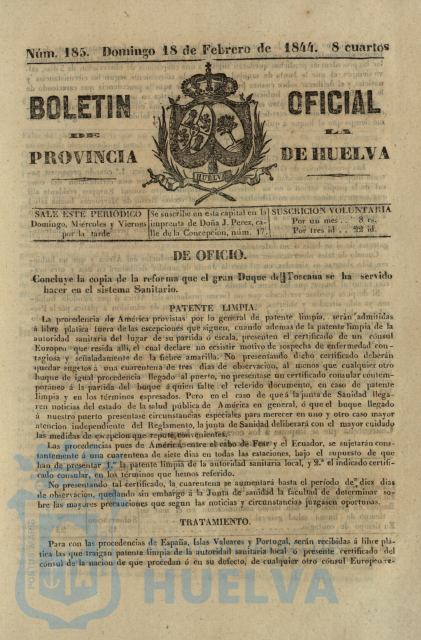 Núm. 185. Domingo 18 de Febrero de 1844. 8 cuartos
BOLETIN OFICIAL
DE LA
PROVINCIA DE HUELVA
HUELVA
SALE ESTE PERIÓDICO
Domingo, Miércoles y Viernes
por la tarde
Se suscribe en esta capital en la
imprenta de Doña J. Perez, ca-
lle de la Concepcion, núm. 17.
SUSCRICION VOLUNTARIA
Por un mes . . 8 rs.
Por tres id . . 22 id.
DE OFICIO.
Concluye la copia de la reforma que el gran Duque de Toscana se ha servido
hacer en el sistema Sanitario.
PATENTE LIMPIA.
La procedencia de América provistas por lo general de patente limpia, serán admitidas
á libre platica fuera de las escepciones que siguen, cuando ademas de la patente limpia de la
autoridad sanitaria del lugar de su partida ó escala, presenten el certificado de un consul
Europeo que resida allí, el cual declare un ecsistir motivo de sospecha de enfermedad con-
tagiosa y señaladamente de la fiebre amarilla. No presentando dicho certificado deberán
quedar sugetos á una cuarentena de tres dias de observacion, al menos que cualquier otro
buque de igual procedencia llegado al puerto, no presentase un certificado consular contem-
poráneo á la partida del buque á quien falte el referido documento, en caso de patente
limpia y en los términos espresados. Pero en el caso de que á la junta de Sanidad llega-
ren noticias del estado de la salud publica de América en general, ó que el buque llegado
á nuestro puerto presentase circunstancias especiales para merecer en uno y otro caso mayor
atencion independiente del Reglamento, la junta de Sanidad deliberará con el mayor cuidado
las medidas de escepcion que repute convenientes.
Las procedencias pues de América entre el cabo de Fear y el Ecuador, se sujetarán cons-
tantemente á una cuarentena de siete dias en todas las estaciones, bajo el supuesto de que
han de presentar 1.º la patente limpia de la autoridad sanitaria local, y 2.º el indicado certifi-
cado consular, en los términos que hemos referido.
No presentando tal certificado, la cuarentena se aumentará hasta el período de diez dias
de observacion, quedando sin embargo á la Junta de sanidad la facultad de determinar so-
bre las mayores precauciones que segun las noticias y circunstancias juzgasen oportunas.
TRATAMIENTO.
Para con las procedencias de España, Islas Valeares y Portugal, serán recibidas á libre plati-
ca las que traigan patente limpia de la autoridad sanitaria local ó presente certificado del
consul de la nacion de que procedan ó en su defecto, de cualquier otro consul Europeo re-
HUELVA